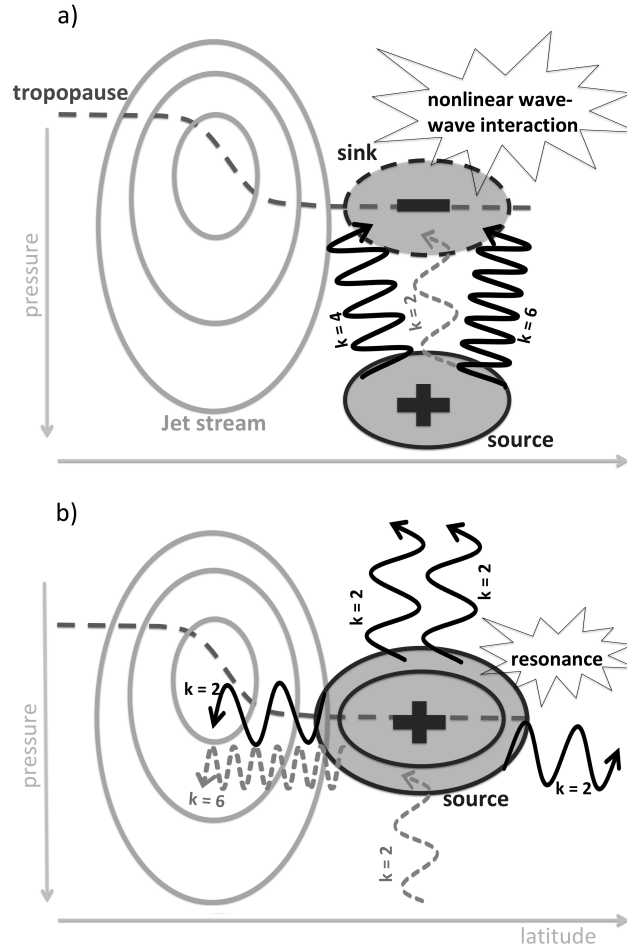 a)
tropopause
nonlinear wave-
wave interaction
sink
pressure
k = 4
k = 2
k = 6
Jet stream
source
b)
k = 2
k = 2
resonance
k = 2
pressure
k = 6
source
k = 2
k = 2
latitude